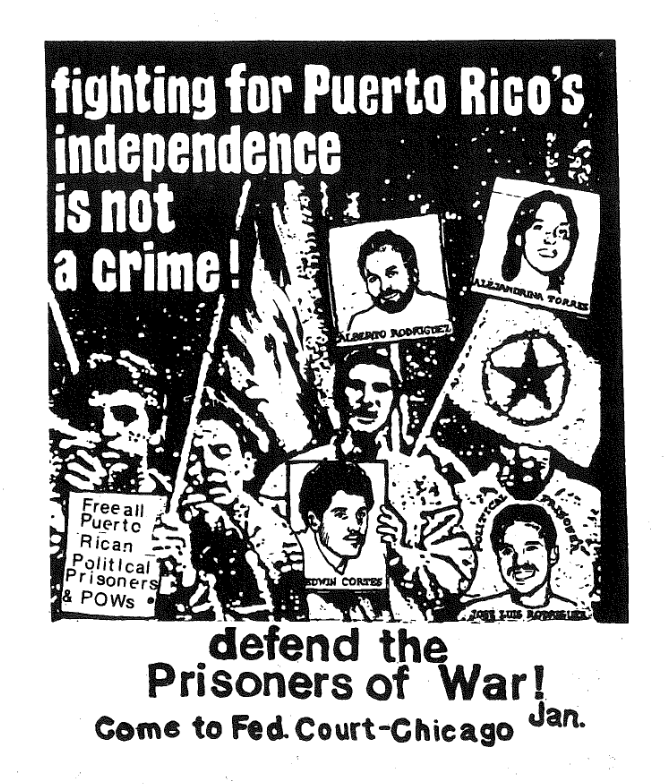 fighting for Puerto Rico's
independence
is not
a crime!
ALBERTO RODRIGUEZ
ALEJANDRINA TORRES
Free all
Puerto
Rican
Political
Prisoners
& POWs
EDWIN CORTES
POLITICAL PRISONER
JOSE LUIS RODRIGUEZ
defend the
Prisoners of War!
Come to Fed. Court-Chicago Jan.